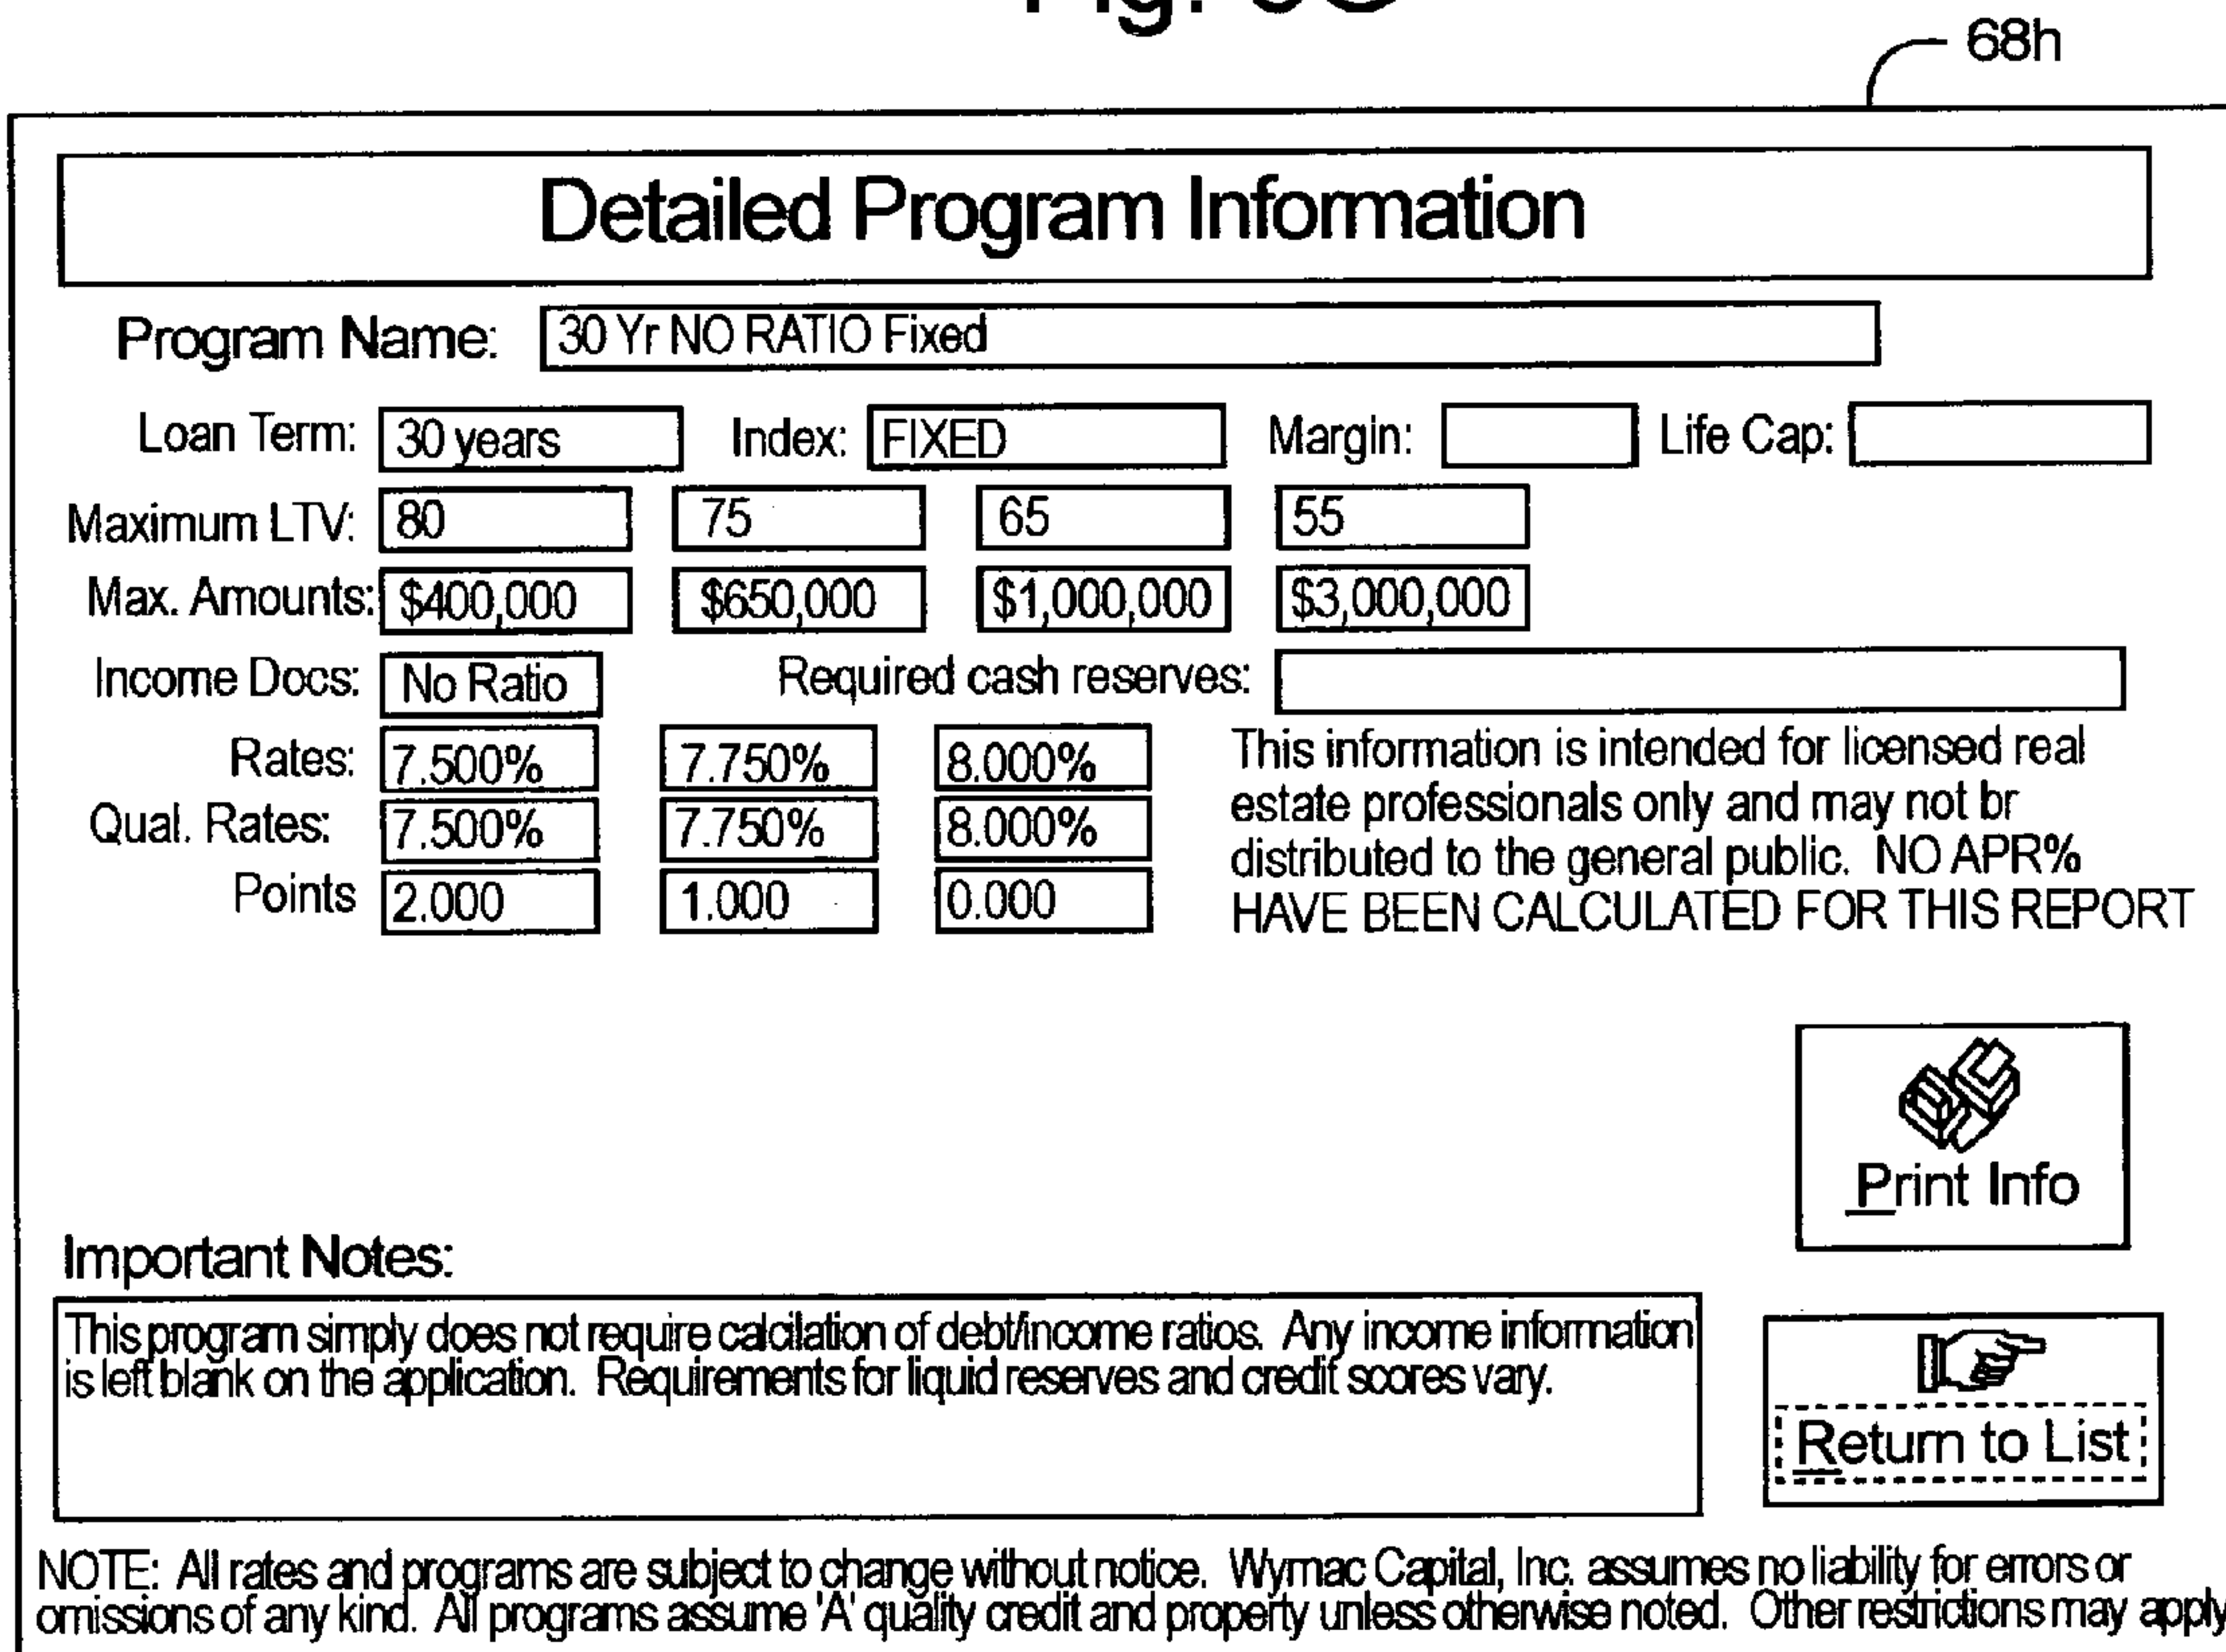 68h
Detailed Program Information
Program Name: 30 Yr NO RATIO Fixed
Loan Term: 30 years Index: FIXED Margin: Life Cap:
Maximum LTV: 80 75 65 55
Max. Amounts: $400,000 $650,000 $1,000,000 $3,000,000
Income Docs: No Ratio Required cash reserves:
Rates: 7.500% 7.750% 8.000%
Qual. Rates: 7.500% 7.750% 8.000%
Points 2.000 1.000 0.000
This information is intended for licensed real
estate professionals only and may not br
distributed to the general public. NO APR%
HAVE BEEN CALCULATED FOR THIS REPORT
Print Info
Important Notes:
This program simply does not require calcilation of debt/income ratios. Any income information
is left blank on the application. Requirements for liquid reserves and credit scores vary.
Return to List
NOTE: All rates and programs are subject to change without notice. Wymac Capital, Inc. assumes no liability for errors or
omissions of any kind. All programs assume 'A' quality credit and property unless otherwise noted. Other restrictions may apply